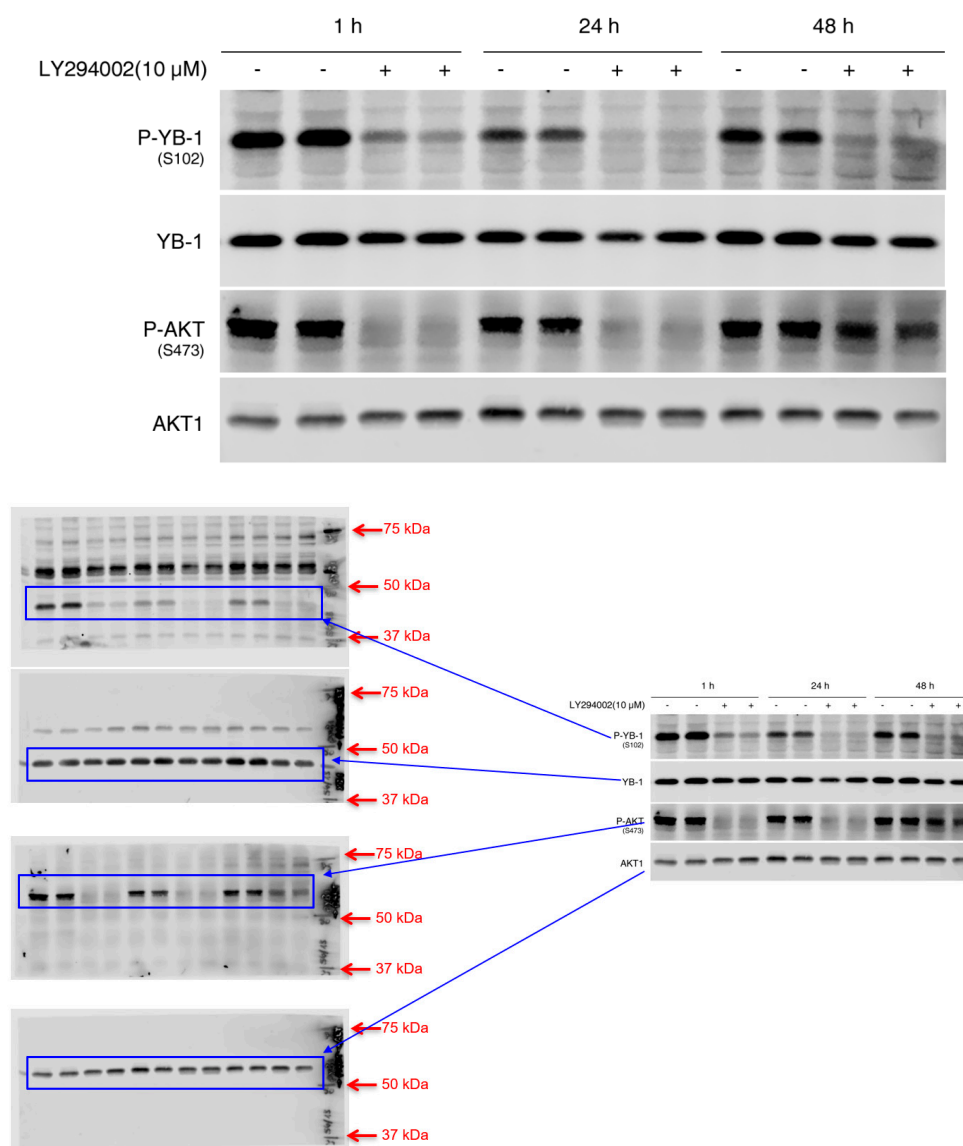 1 h 24 h 48 h
LY294002(10 μM) - - + + - - + + - - + +
P-YB-1
(S102)
YB-1
P-AKT
(S473)
AKT1
75 kDa
50 kDa
37 kDa
75 kDa
50 kDa
37 kDa
75 kDa
50 kDa
37 kDa
75 kDa
50 kDa
37 kDa
1 h 24 h 48 h
LY294002(10 μM) - - + + - - + + - - + +
P-YB-1
(S102)
YB-1
P-AKT
(S473)
AKT1